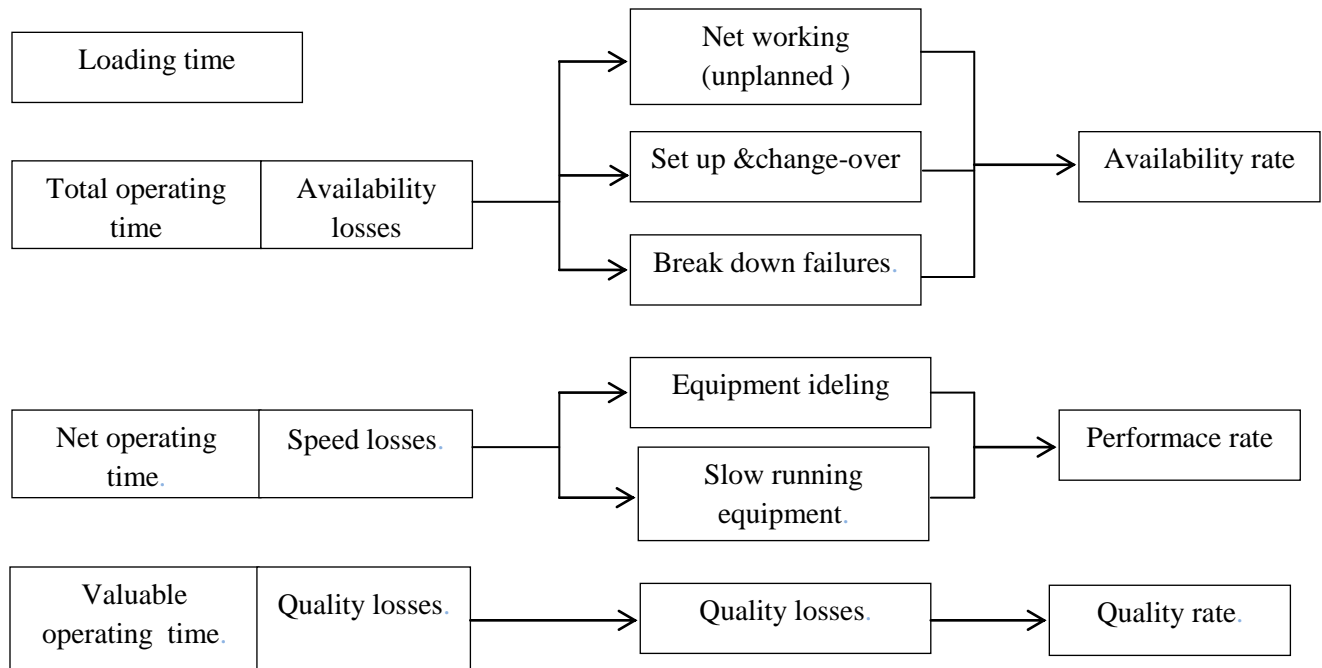 Loading time
Net working
(unplanned )
Set up &change-over
Availability rate
Total operating
time
Availability
losses
Break down failures.
Equipment ideling
Net operating
time.
Speed losses.
Performace rate
Slow running
equipment.
Valuable
operating  time.
Quality losses.
Quality losses.
Quality rate.